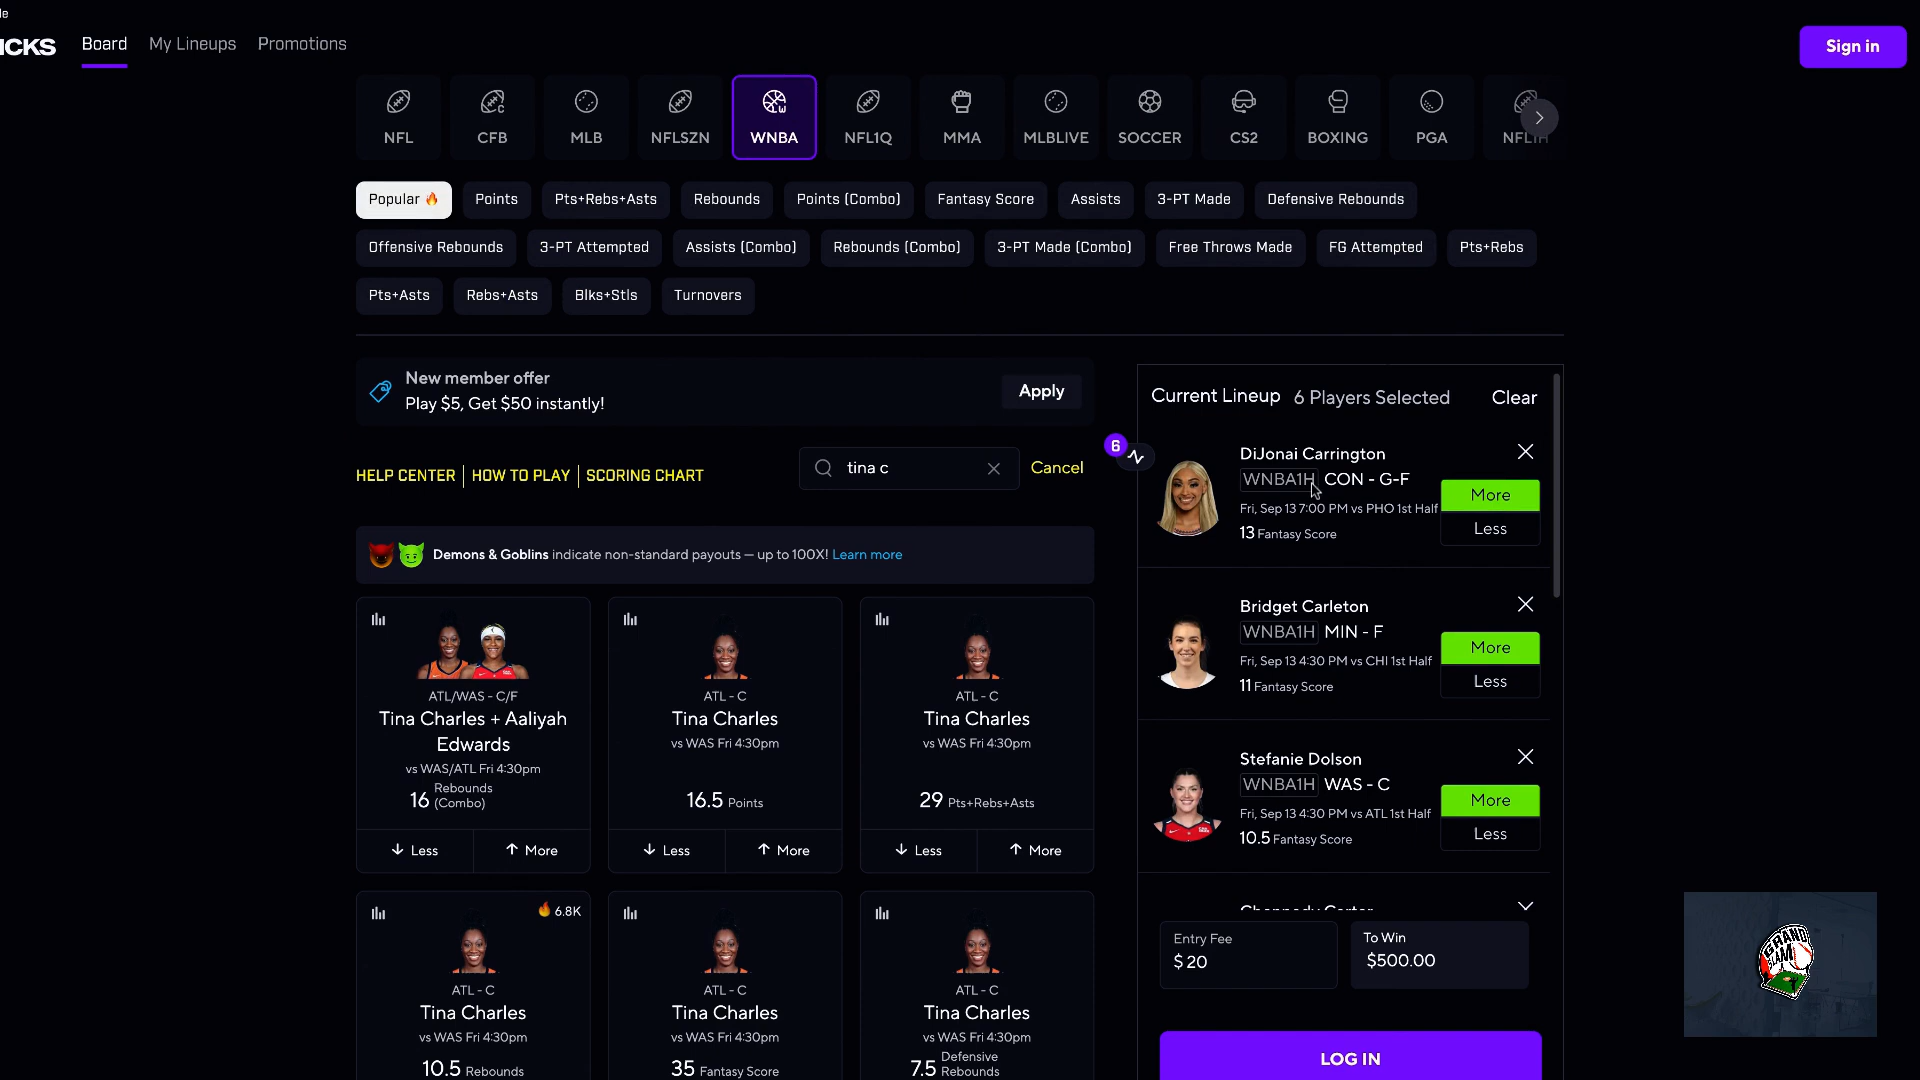 Board My Lineups Promotions
Sign in
NFL CFB MLB NFLSZN WNBA NFL1Q MMA MLBLIVE SOCCER CS2 BOXING PGA
Popular Points Pts+Rebs+Asts Rebounds Points (Combo) Fantasy Score Assists 3-PT Made Defensive Rebounds
Offensive Rebounds 3-PT Attempted Assists (Combo) Rebounds (Combo) 3-PT Made (Combo) Free Throws Made FG Attempted Pts+Rebs
Pts+Asts Rebs+Asts Blks+Stls Turnovers
New member offer
Play $5, Get $50 instantly!
Apply
HELP CENTER HOW TO PLAY SCORING CHART
tina c
Cancel
Demons & Goblins indicate non-standard payouts — up to 100X! Learn more
ATL/WAS - C/F
Tina Charles + Aaliyah
Edwards
vs WAS/ATL Fri 4:30pm
16 Rebounds
(Combo)
Less More
ATL - C
Tina Charles
vs WAS Fri 4:30pm
16.5 Points
Less More
ATL - C
Tina Charles
vs WAS Fri 4:30pm
29 Pts+Rebs+Asts
Less More
6.8K
ATL - C
Tina Charles
vs WAS Fri 4:30pm
10.5 Rebounds
ATL - C
Tina Charles
vs WAS Fri 4:30pm
35 Fantasy Score
ATL - C
Tina Charles
vs WAS Fri 4:30pm
7.5 Defensive
Rebounds
Current Lineup 6 Players Selected Clear
6
DiJonai Carrington
WNBA1H CON - G-F
Fri, Sep 13 7:00 PM vs PHO 1st Half
13 Fantasy Score
More
Less
Bridget Carleton
WNBA1H MIN - F
Fri, Sep 13 4:30 PM vs CHI 1st Half
11 Fantasy Score
More
Less
Stefanie Dolson
WNBA1H WAS - C
Fri, Sep 13 4:30 PM vs ATL 1st Half
10.5 Fantasy Score
More
Less
Entry Fee
$ 20
To Win
$500.00
LOG IN
GRAND
SLAM